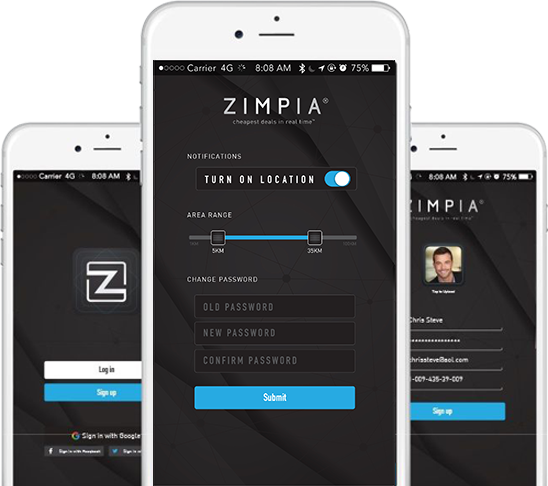 Carrier 4G 8:08 AM 75%
ZIMPIA®
cheapest deals in real time™
NOTIFICATIONS
TURN ON LOCATION
AREA RANGE
5KM 35KM
CHANGE PASSWORD
OLD PASSWORD
NEW PASSWORD
CONFIRM PASSWORD
Submit
Carrier 4G 8:08 AM
Z
Log in
Sign up
Sign in with Google
f Sign in with Facebook Sign in with
8:08 AM 75%
ZIMPIA®
cheapest deals in real time™
Tap to Upload
Chris Steve
****************
chrissteve@aol.com
-009-435-39-009
Sign up